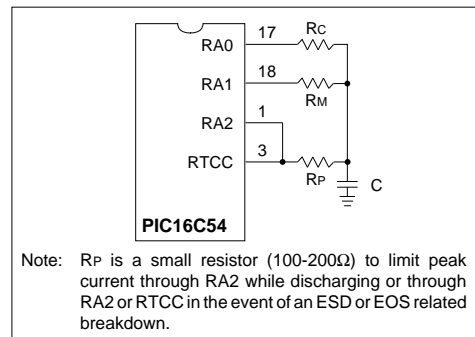 17
RC
RA0
18
RA1
RM
1
RA2
3
RTCC
RP
C
PIC16C54
Note: RP is a small resistor (100-200Ω) to limit peak
current through RA2 while discharging or through
RA2 or RTCC in the event of an ESD or EOS related
breakdown.